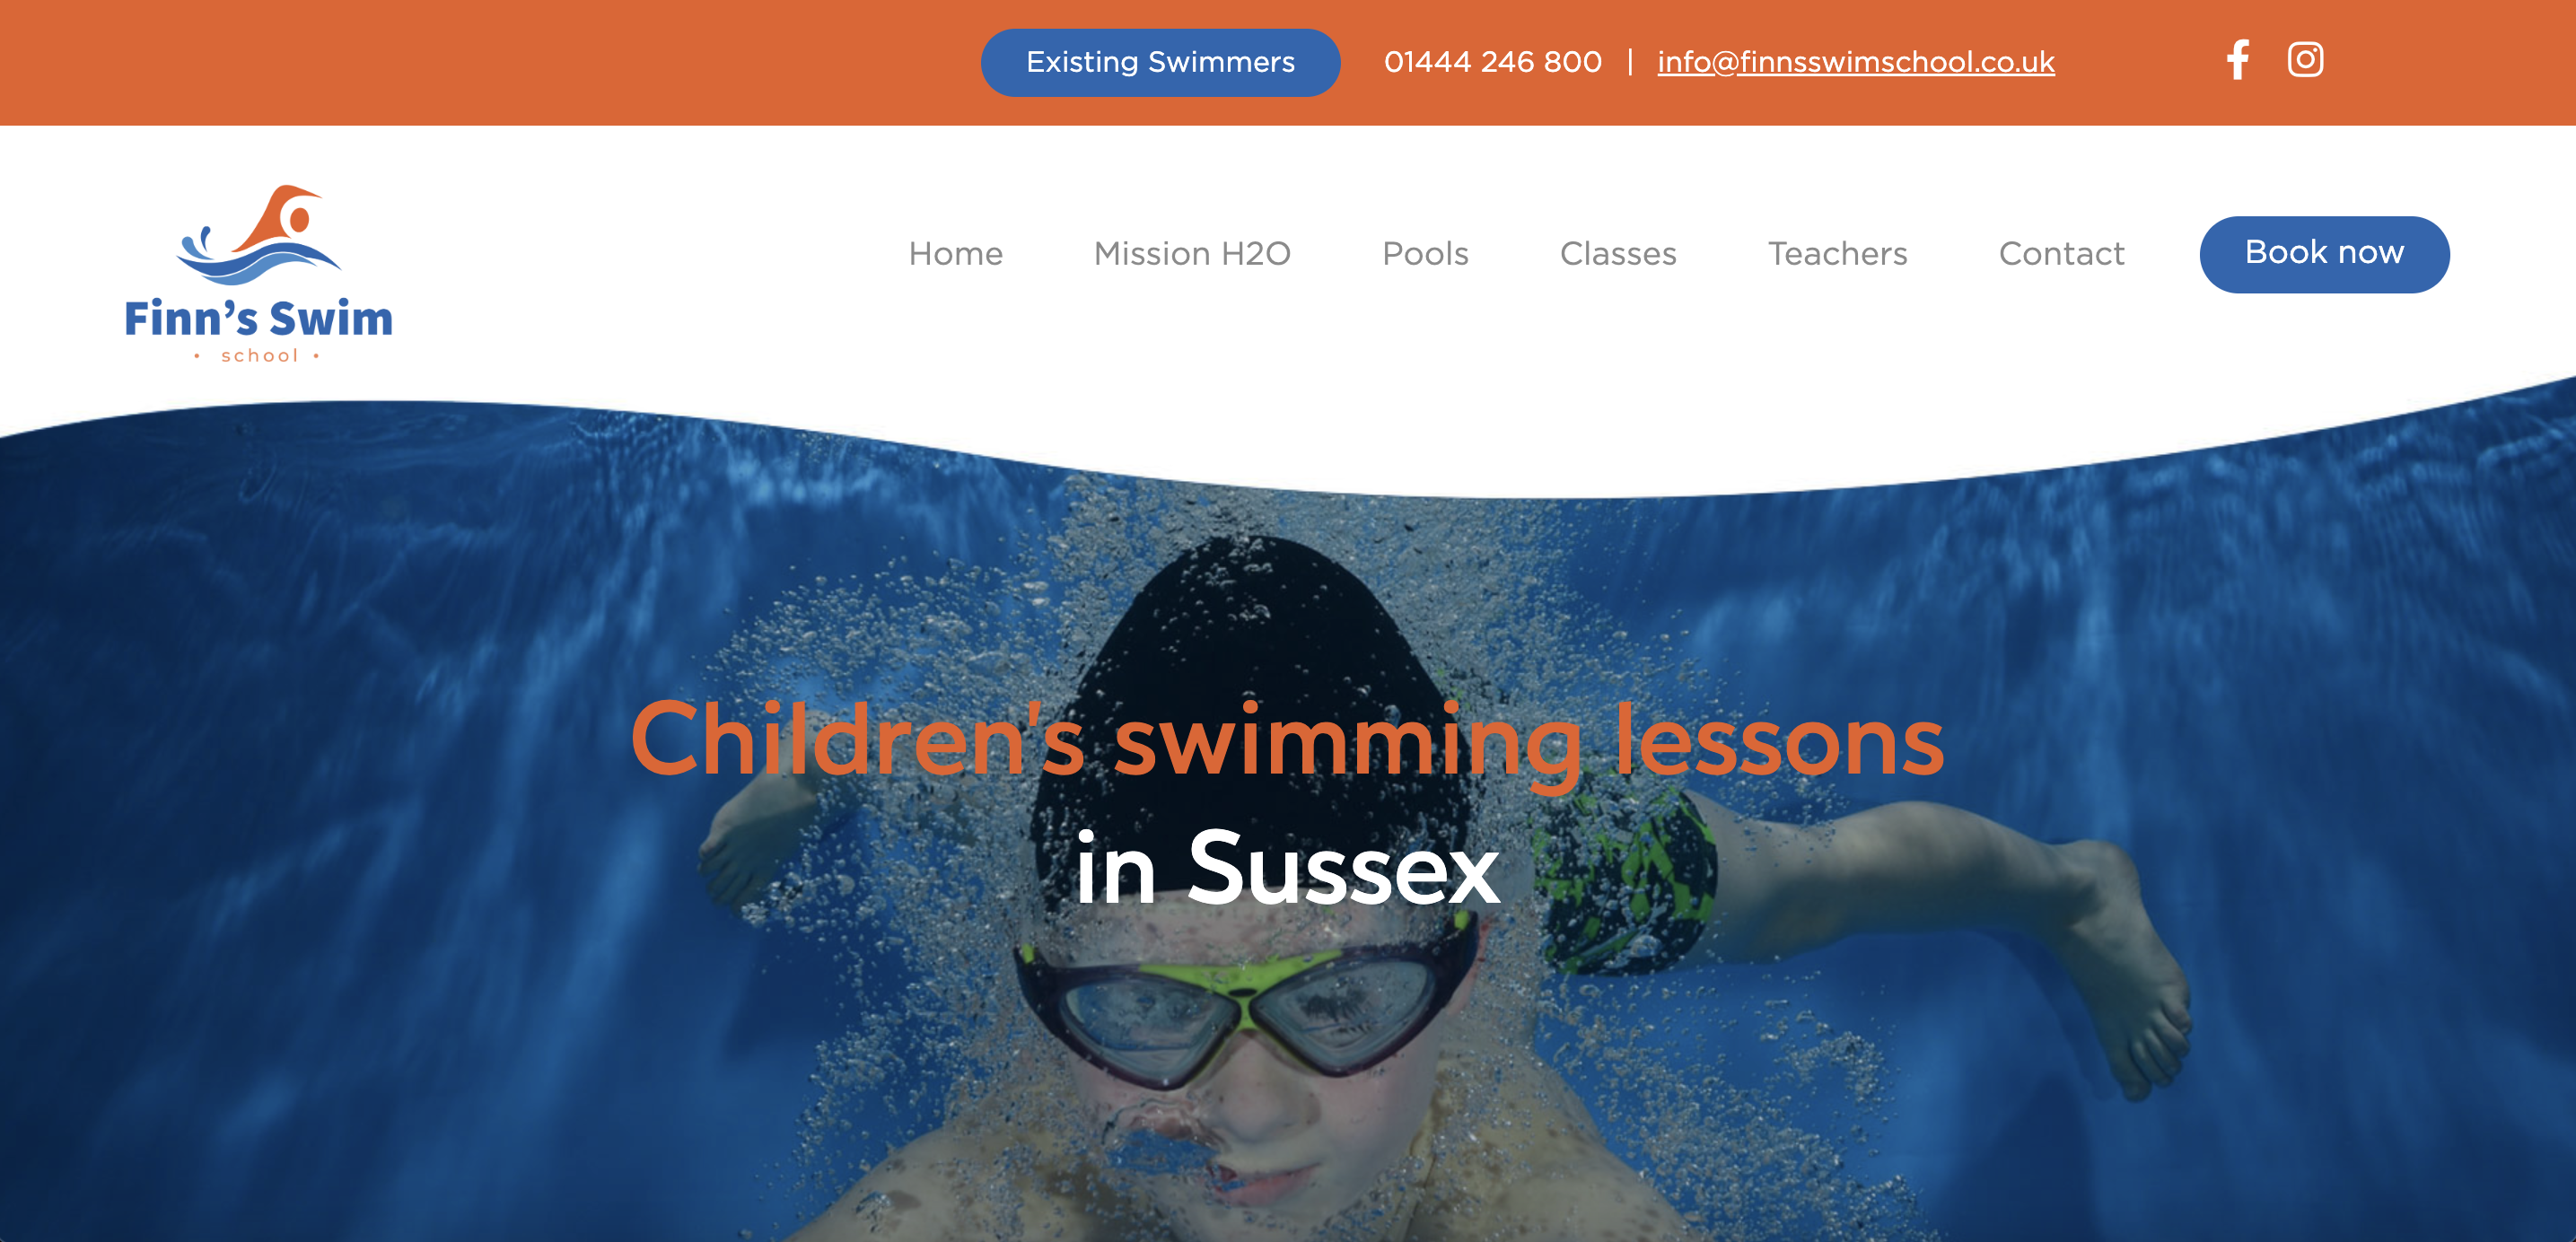 Existing Swimmers
01444 246 800 | info@finnsswimschool.co.uk
Finn’s Swim
• school •
Home
Mission H2O
Pools
Classes
Teachers
Contact
Book now
Children's swimming lessons
in Sussex